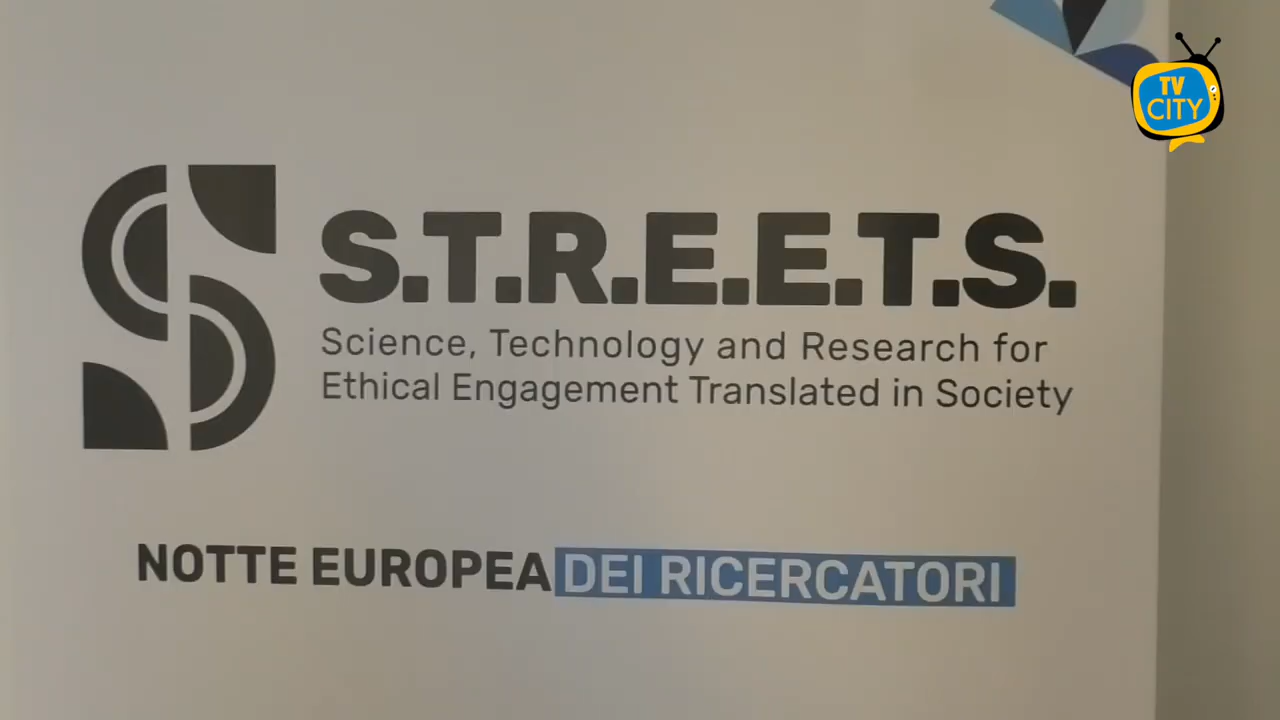 TV
CITY
S.T.R.E.E.T.S.
Science, Technology and Research for
Ethical Engagement Translated in Society
NOTTE EUROPEA DEI RICERCATORI